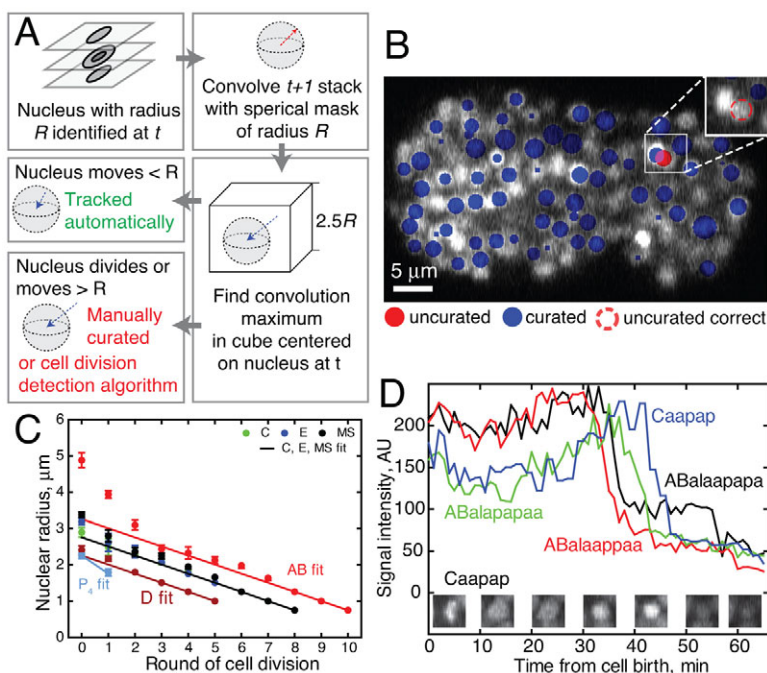 A
Nucleus with radius
R identified at t
Convolve t+1 stack
with sperical mask
of radius R
Nucleus moves < R
Tracked
automatically
2.5R
Find convolution
maximum
in cube centered
on nucleus at t
Nucleus divides or
moves > R
Manually
curated
or cell division
detection algorithm
B
5 μm
uncurated
curated
uncurated correct
C
C
E
MS
C, E, MS fit
Nuclear radius, μm
6
5
4
3
2
1
0
AB fit
P4 fit
D fit
0 1 2 3 4 5 6 7 8 9 10
Round of cell division
D
Signal intensity, AU
200
150
100
50
0
Caapap
ABalaapapa
ABalapapaa
ABalaappaa
Caapap
0 10 20 30 40 50 60
Time from cell birth, min